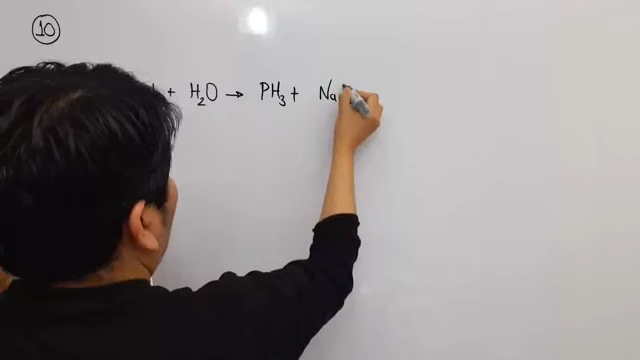 10
+ H₂O → PH₃ + Na